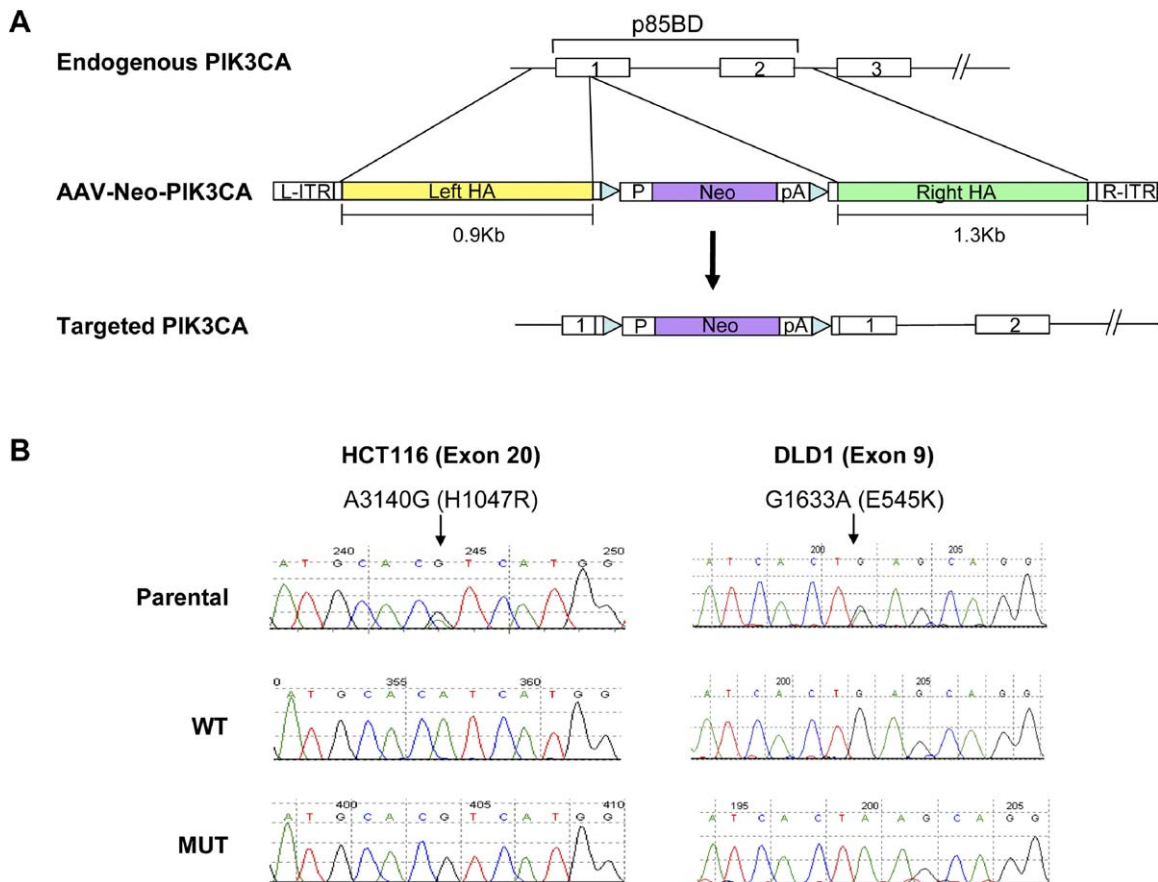 A
p85BD
Endogenous PIK3CA
1 2 3 //
AAV-Neo-PIK3CA
L-ITR Left HA P Neo pA Right HA R-ITR
0.9Kb 1.3Kb
Targeted PIK3CA
1 P Neo pA 1 2 //
B
HCT116 (Exon 20) DLD1 (Exon 9)
A3140G (H1047R) G1633A (E545K)
240 245 250 200 205
A T G C A C G T C A T G G A T C A C T G A G C A G G
Parental
0 355 360 200 205
A T G C A C A T C A T G G A T C A C T G A G C A G G
WT
400 405 410 195 200 205
A T G C A C G T C A T G G A T C A C T A A G C A G G
MUT